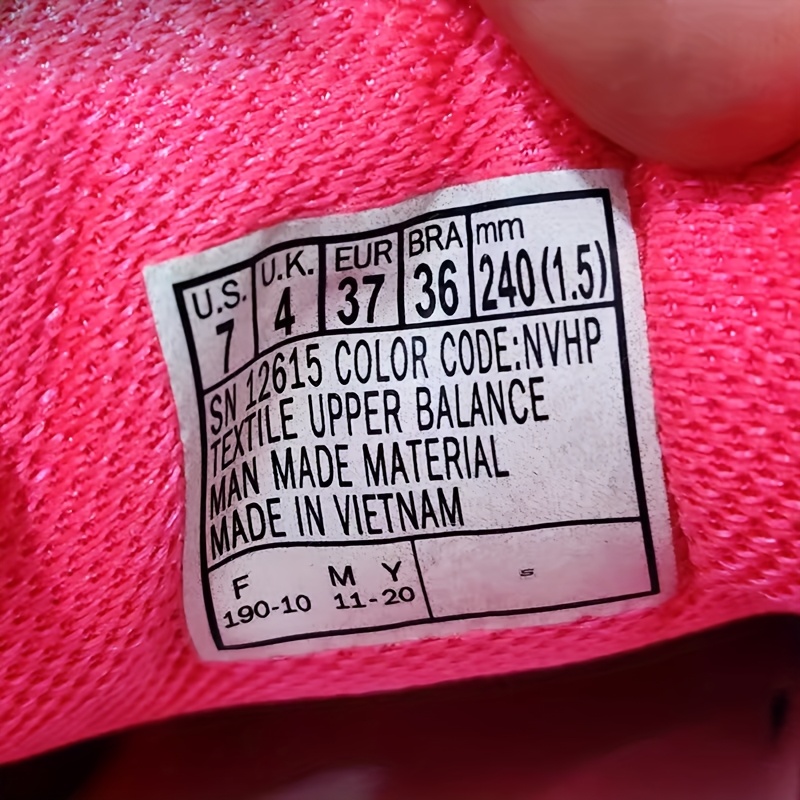 U.S. U.K. EUR BRA mm
7 4 37 36 240(1.5)
SN 12615 COLOR CODE:NVHP
TEXTILE UPPER BALANCE
MAN MADE MATERIAL
MADE IN VIETNAM
F M Y
190-10 11-20
s